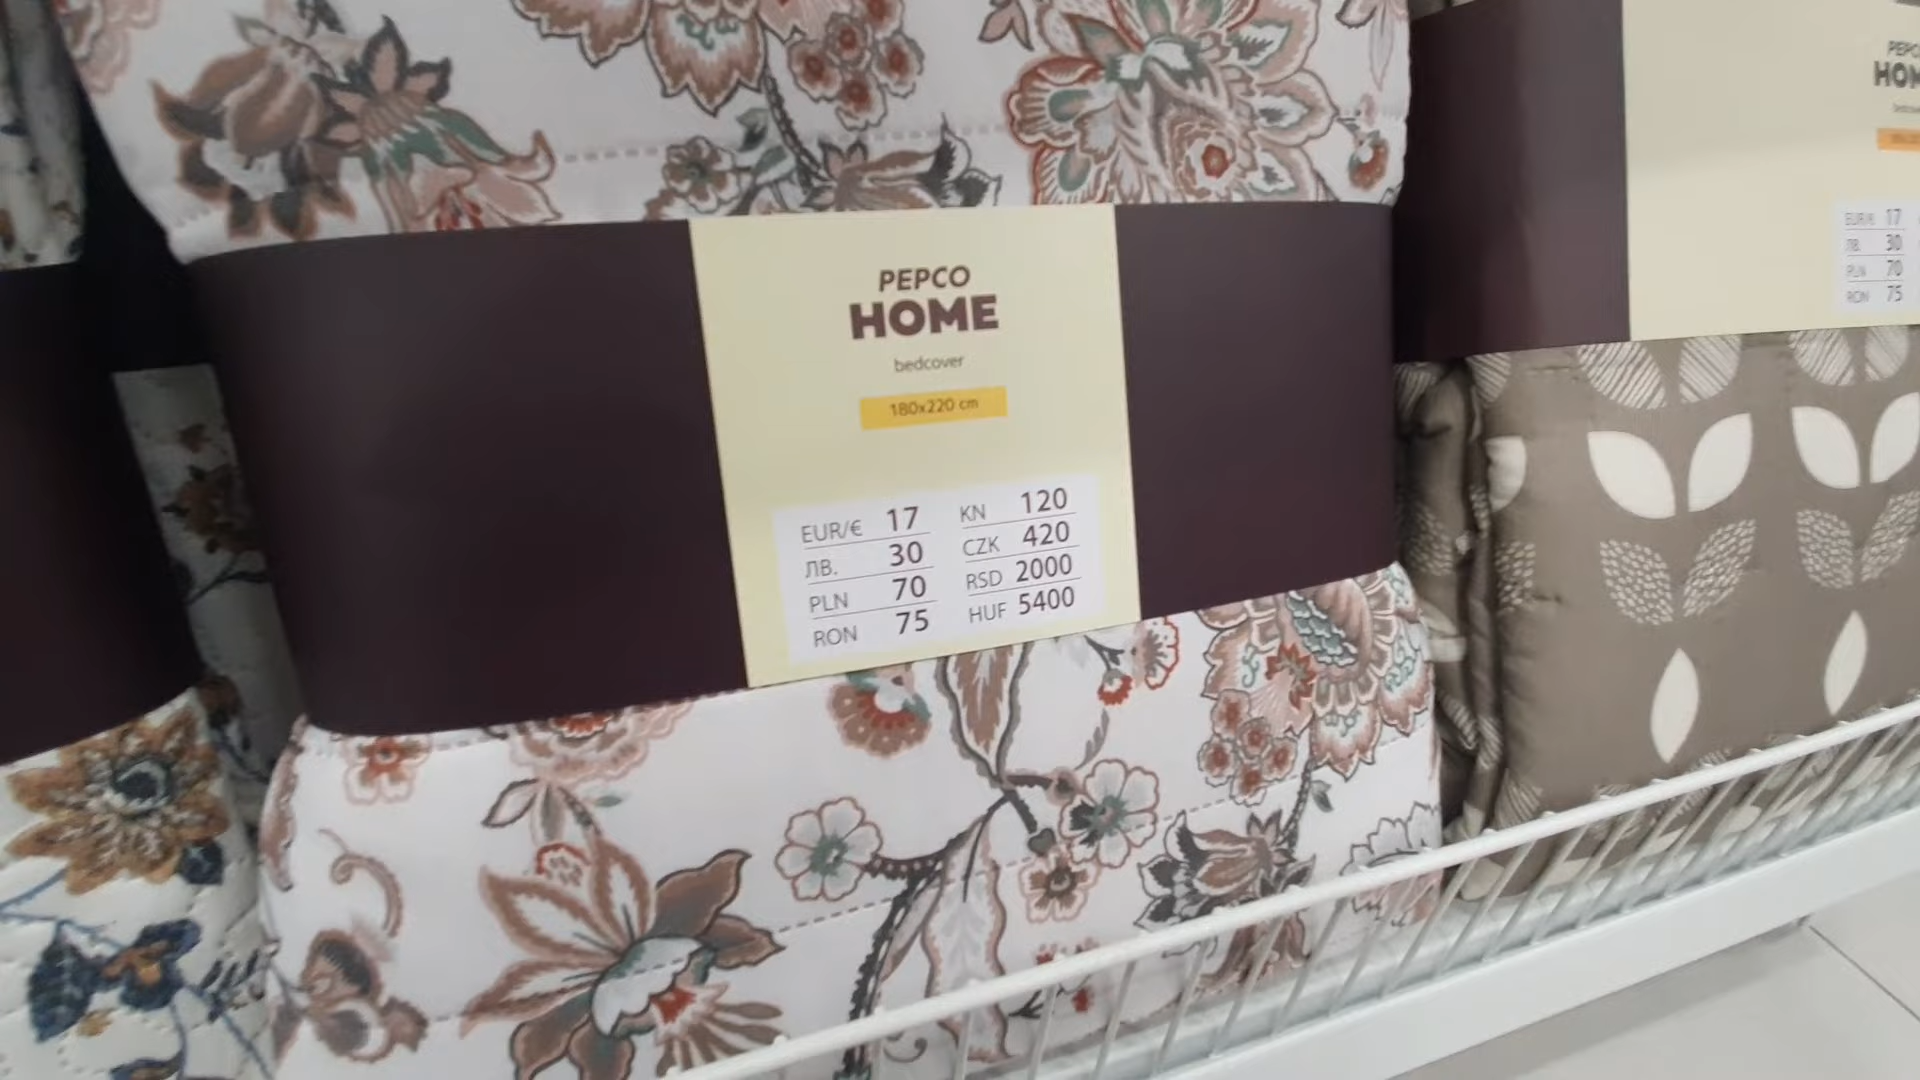 PEPCO
HOME
bedcover
180x220 cm
EUR/€ 17 KN 120
ЛВ. 30 CZK 420
PLN 70 RSD 2000
RON 75 HUF 5400
EUR/€ 17
ЛВ. 30
PLN 70
RON 75